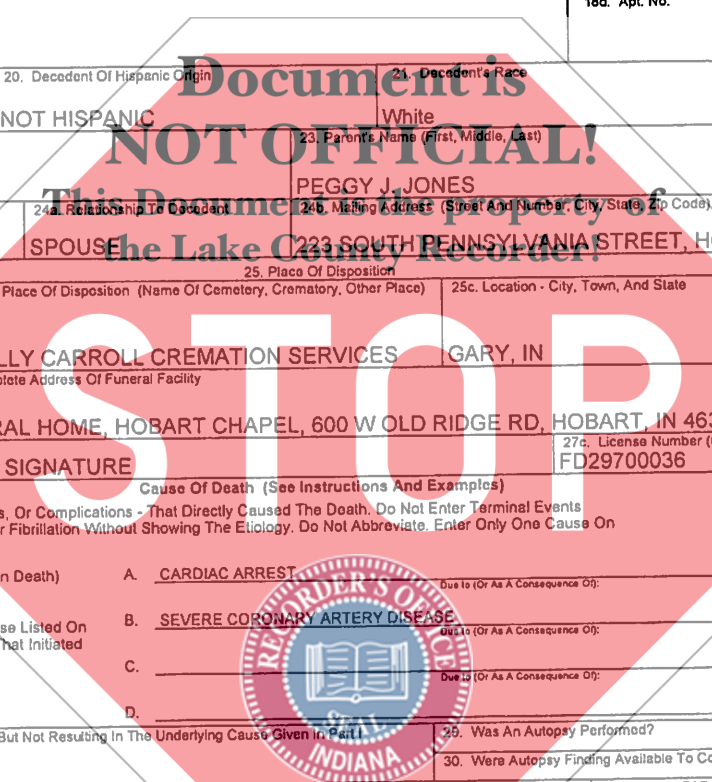 18d. Apt. No.
20. Decedent Of Hispanic Origin
21. Decedent's Race
Document is
NOT HISPANIC
White
NOT OFFICIAL!
23. Parent's Name (First, Middle, Last)
PEGGY J. JONES
This Document is the property of
24a. Relationship To Decedent
24b. Mailing Address (Street And Number, City, State, Zip Code)
SPOUSE
223 SOUTH PENNSYLVANIA STREET, H
the Lake County Recorder!
25. Place Of Disposition
Place Of Disposition (Name Of Cemetery, Crematory, Other Place)
25c. Location - City, Town, And State
STOP
LLY CARROLL CREMATION SERVICES
GARY, IN
plete Address Of Funeral Facility
RAL HOME, HOBART CHAPEL, 600 W OLD RIDGE RD, HOBART, IN 463
27c. License Number (
SIGNATURE
FD29700036
Cause Of Death (See Instructions And Examples)
s, Or Complications - That Directly Caused The Death. Do Not Enter Terminal Events
r Fibrillation Without Showing The Etiology. Do Not Abbreviate. Enter Only One Cause On
n Death)
A. CARDIAC ARREST
Due to (Or As A Consequence Of):
se Listed On
B. SEVERE CORONARY ARTERY DISEASE
Due to (Or As A Consequence Of):
That Initiated
C.
Due to (Or As A Consequence Of):
D.
RECORDER'S OFFICE
SEAL
INDIANA
But Not Resulting In The Underlying Cause Given In Part I
29. Was An Autopsy Performed?
30. Were Autopsy Finding Available To Co